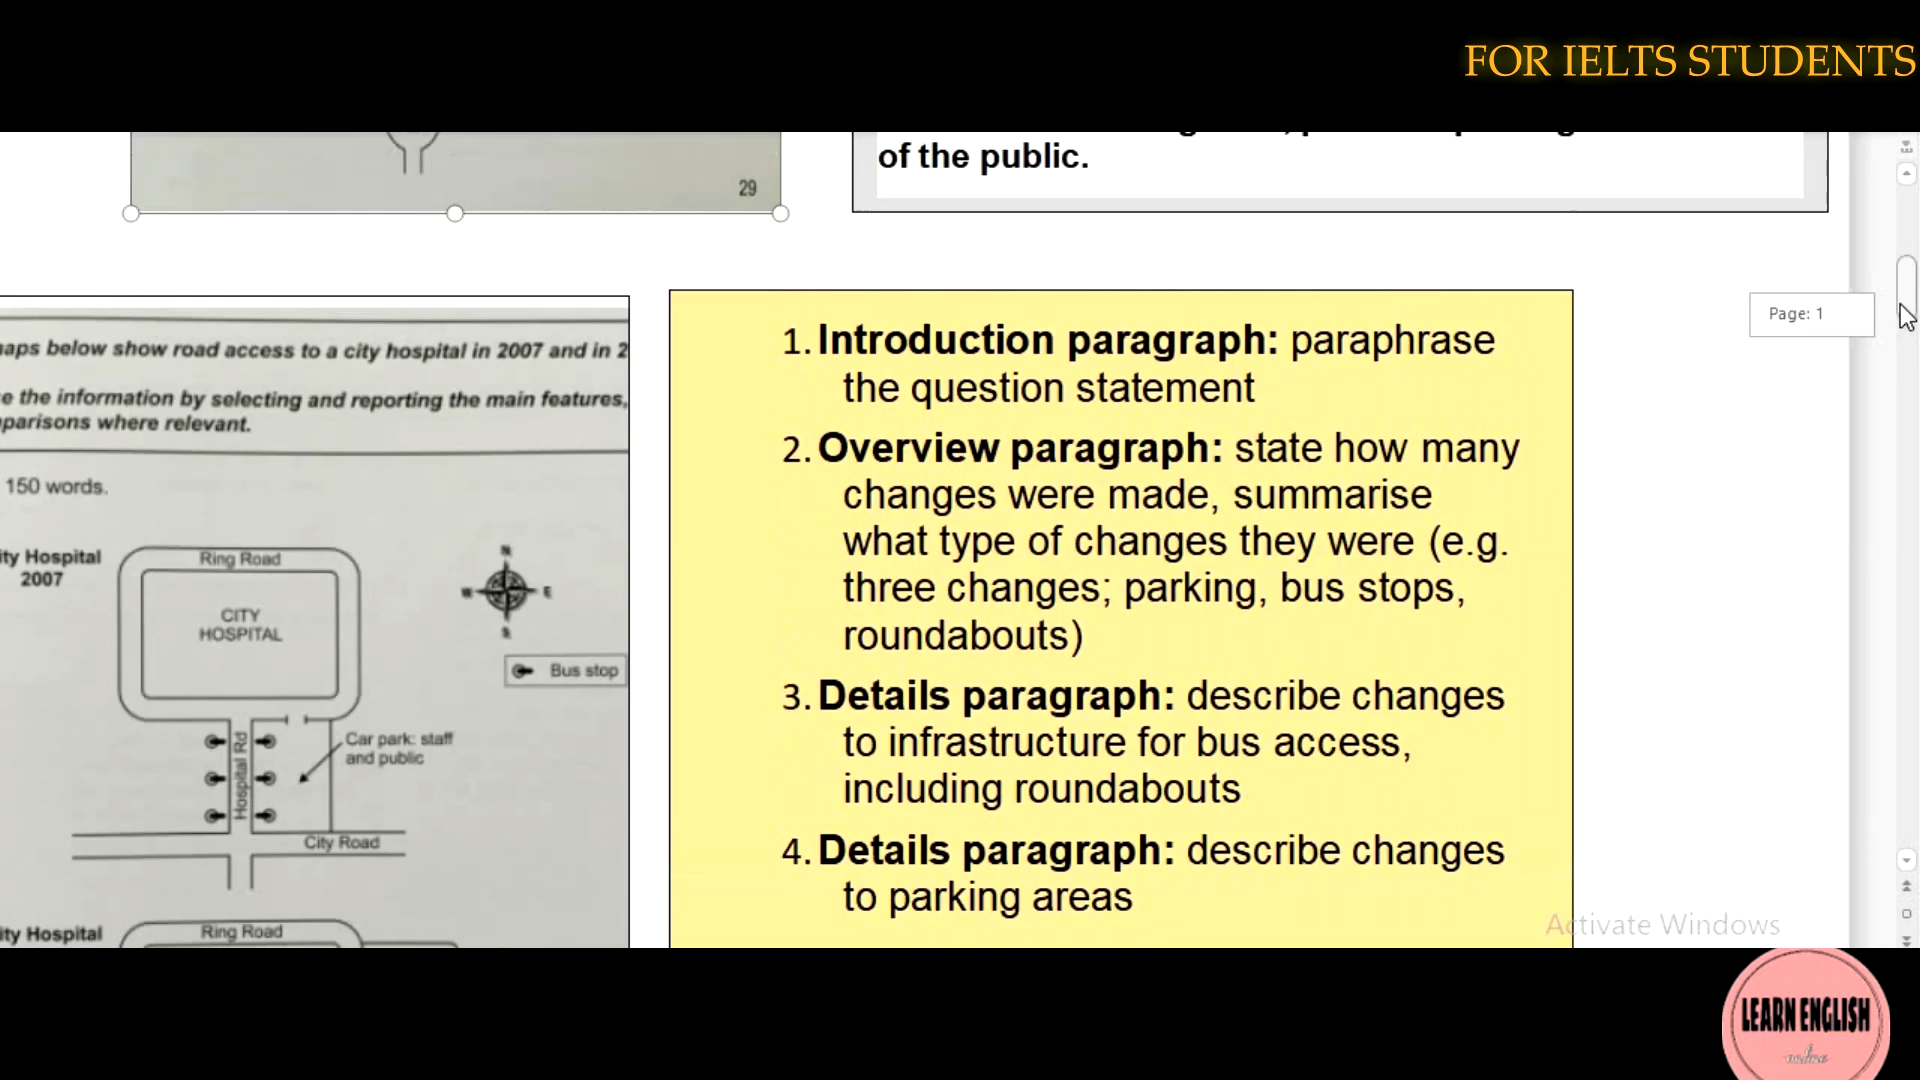 FOR IELTS STUDENTS
of the public.
29
Page: 1
aps below show road access to a city hospital in 2007 and in 2
e the information by selecting and reporting the main features,
parisons where relevant.
150 words.
ity Hospital
2007
Ring Road
CITY
HOSPITAL
N
W
E
S
Bus stop
Hospital Rd
Car park: staff
and public
City Road
ity Hospital
Ring Road
1. Introduction paragraph: paraphrase
the question statement
2. Overview paragraph: state how many
changes were made, summarise
what type of changes they were (e.g.
three changes; parking, bus stops,
roundabouts)
3. Details paragraph: describe changes
to infrastructure for bus access,
including roundabouts
4. Details paragraph: describe changes
to parking areas
Activate Windows
LEARN ENGLISH
online